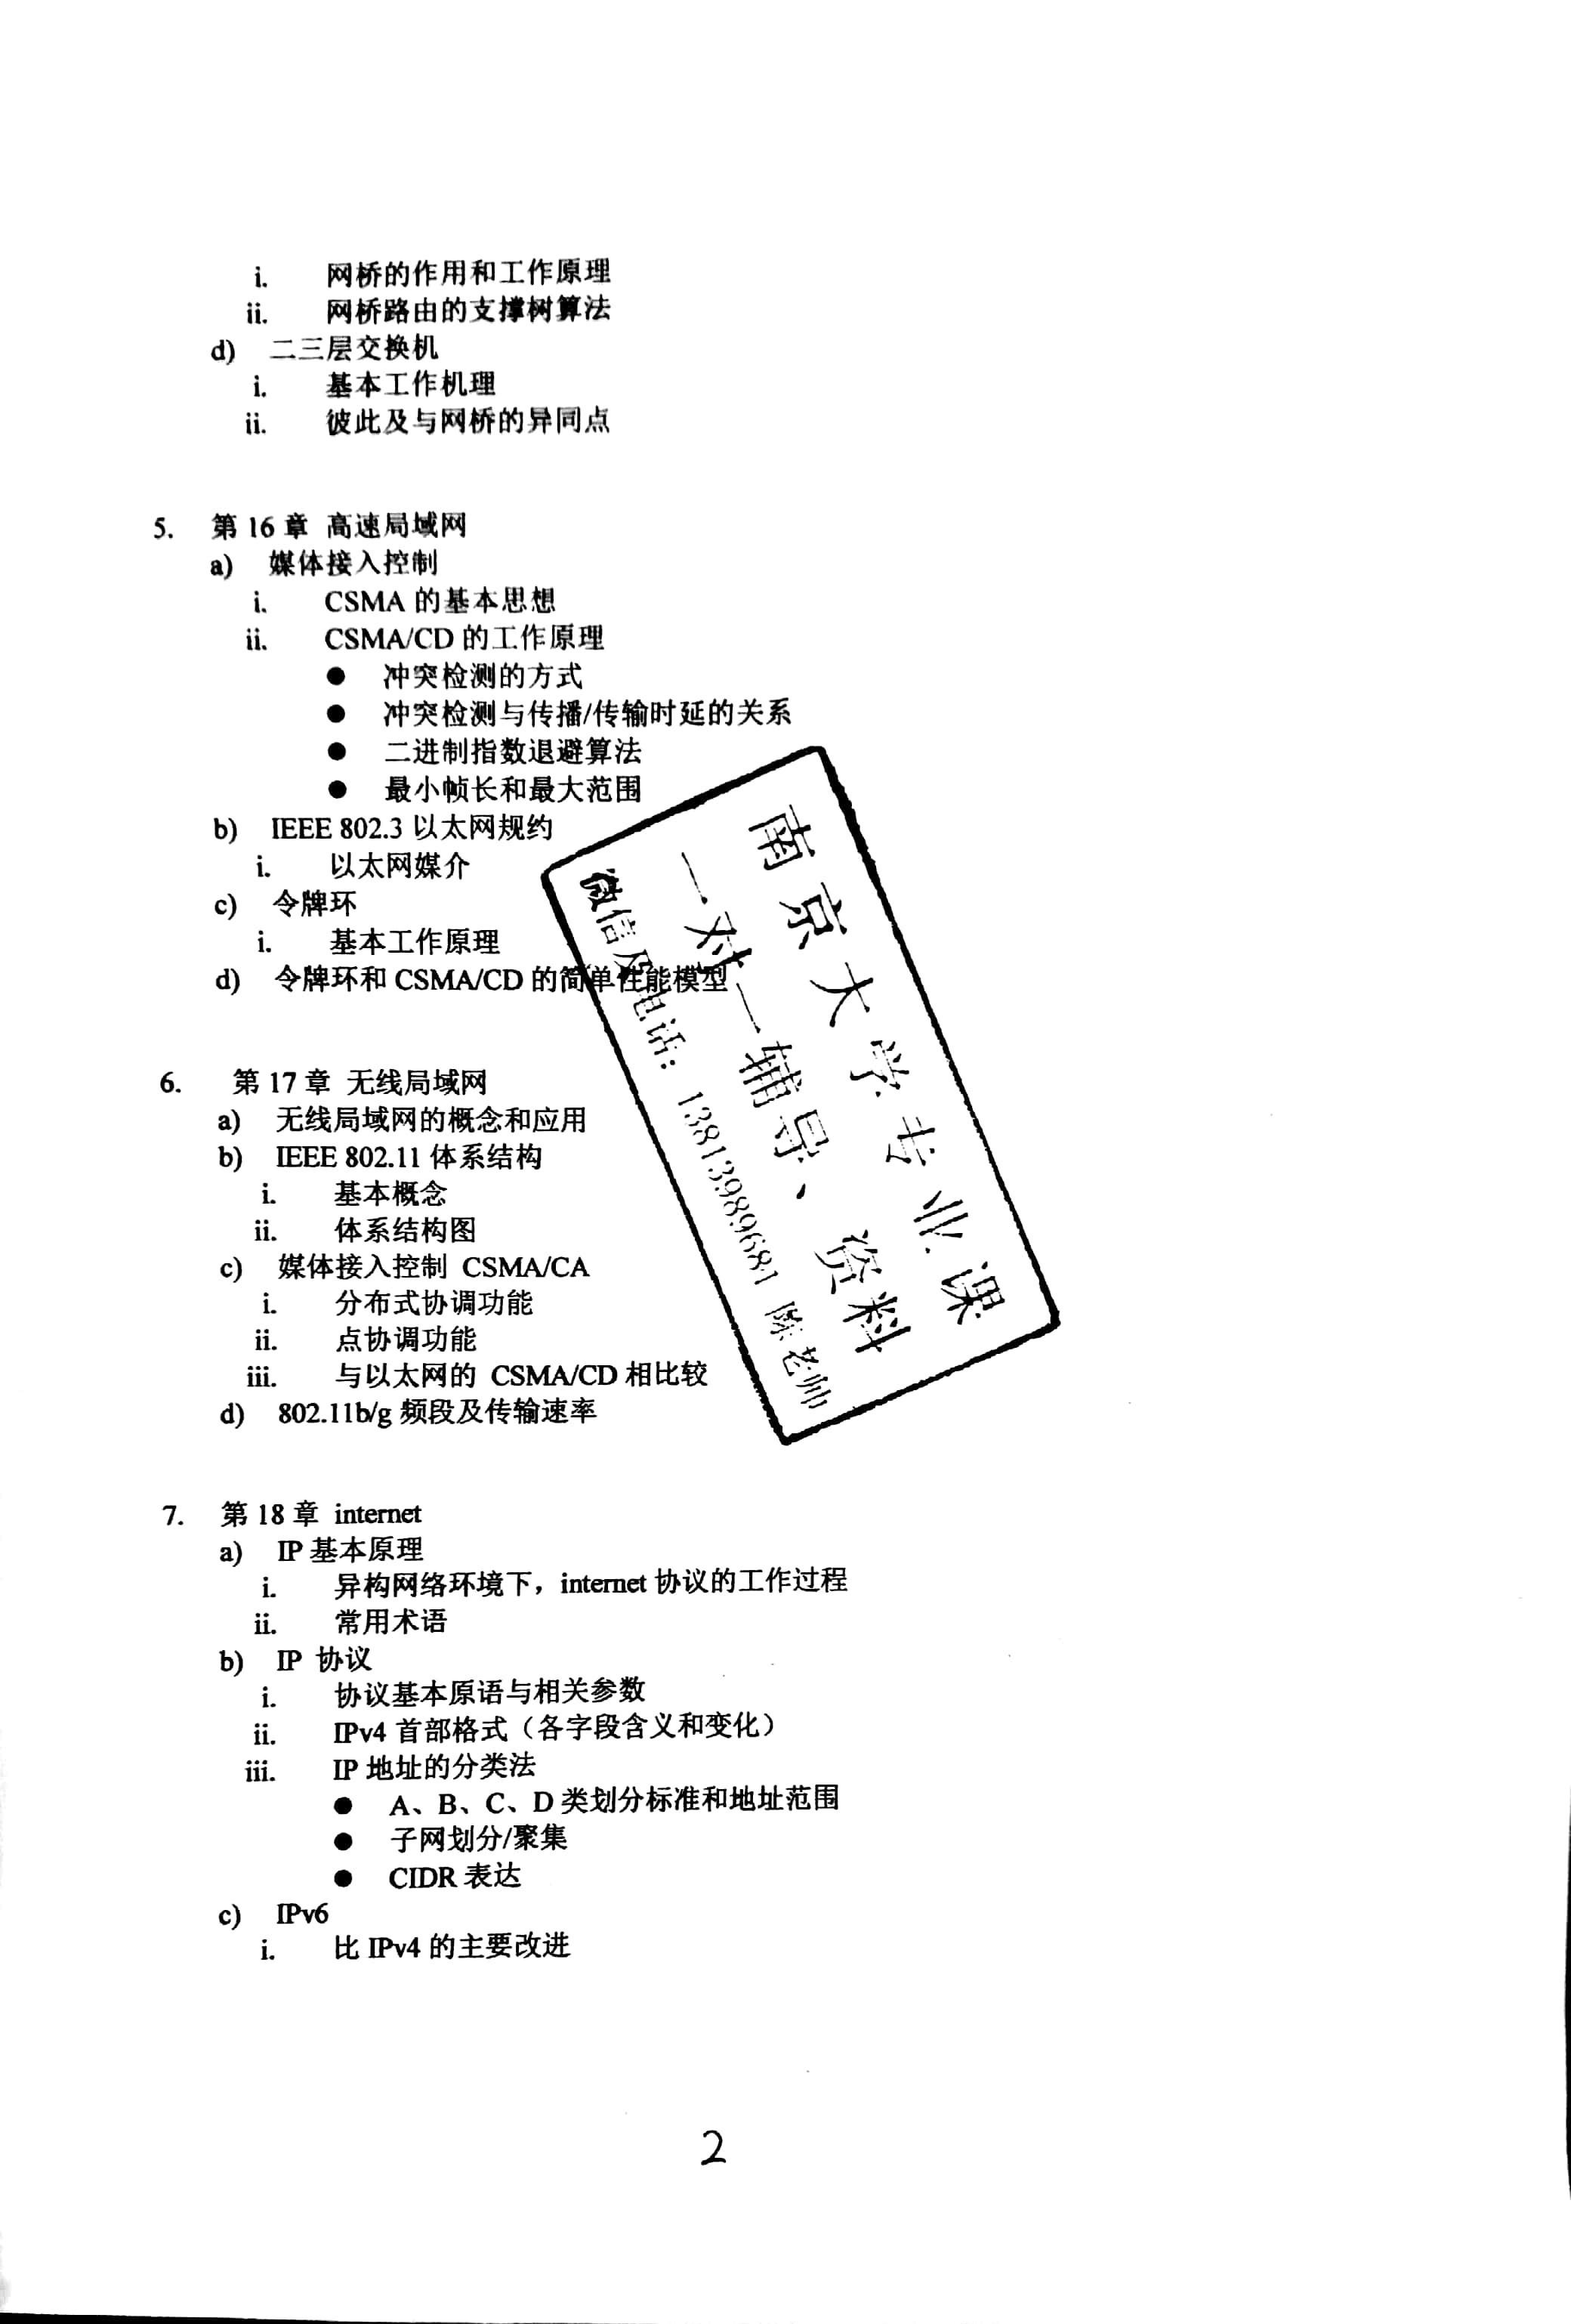 i. 网桥的作用和工作原理
ii. 网桥路由的支撑树算法
d) 二三层交换机
i. 基本工作机理
ii. 彼此及与网桥的异同点
5. 第 16 章 高速局域网
a) 媒体接入控制
i. CSMA 的基本思想
ii. CSMA/CD 的工作原理
● 冲突检测的方式
● 冲突检测与传播/传输时延的关系
● 二进制指数退避算法
● 最小帧长和最大范围
b) IEEE 802.3 以太网规约
i. 以太网媒介
c) 令牌环
i. 基本工作原理
d) 令牌环和 CSMA/CD 的简单性能模型
6. 第 17 章 无线局域网
a) 无线局域网的概念和应用
b) IEEE 802.11 体系结构
i. 基本概念
ii. 体系结构图
c) 媒体接入控制 CSMA/CA
i. 分布式协调功能
ii. 点协调功能
iii. 与以太网的 CSMA/CD 相比较
d) 802.11b/g 频段及传输速率
7. 第 18 章 internet
a) IP 基本原理
i. 异构网络环境下，internet 协议的工作过程
ii. 常用术语
b) IP 协议
i. 协议基本原语与相关参数
ii. IPv4 首部格式（各字段含义和变化）
iii. IP 地址的分类法
● A、B、C、D 类划分标准和地址范围
● 子网划分/聚集
● CIDR 表达
c) IPv6
i. 比 IPv4 的主要改进
南京大学专业课
一对一辅导、资料
微信及电话：13813989681 陈老师
2